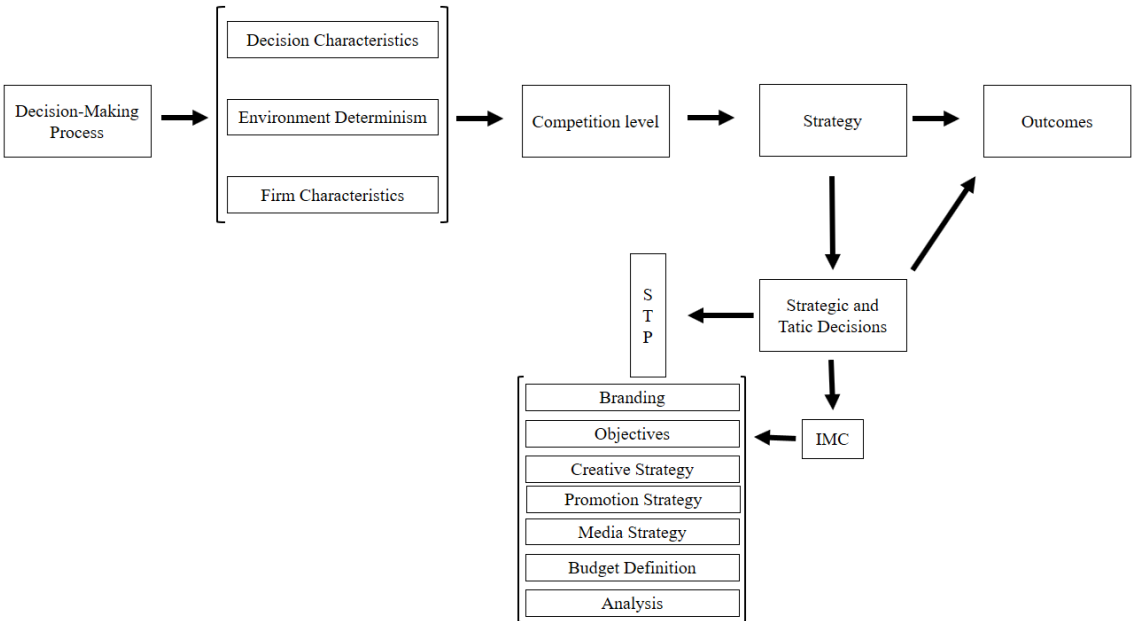 Decision-Making
Process
Decision Characteristics
Environment Determinism
Firm Characteristics
Competition level
Strategy
Outcomes
Strategic and
Tatic Decisions
S
T
P
IMC
Branding
Objectives
Creative Strategy
Promotion Strategy
Media Strategy
Budget Definition
Analysis